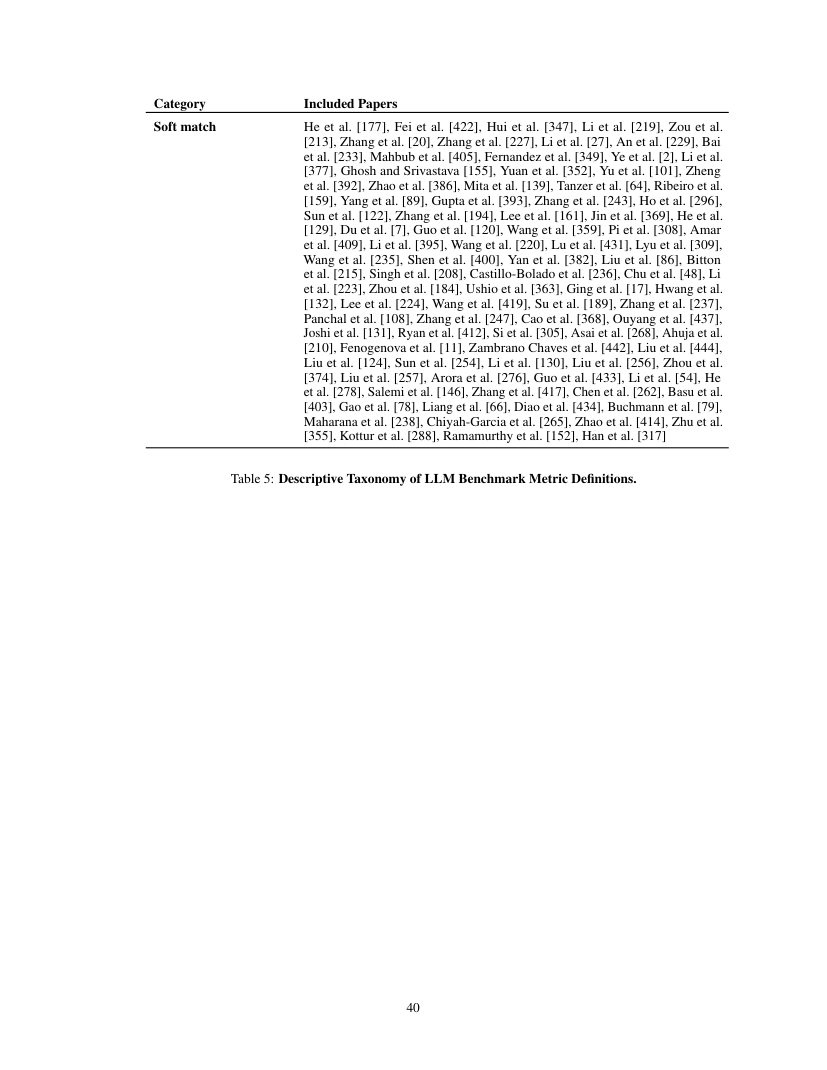 Category Included Papers
Soft match He et al. [177], Fei et al. [422], Hui et al. [347], Li et al. [219], Zou et al.
[213], Zhang et al. [20], Zhang et al. [227], Li et al. [27], An et al. [229], Bai
et al. [233], Mahbub et al. [405], Fernandez et al. [349], Ye et al. [2], Li et al.
[377], Ghosh and Srivastava [155], Yuan et al. [352], Yu et al. [101], Zheng
et al. [392], Zhao et al. [386], Mita et al. [139], Tanzer et al. [64], Ribeiro et al.
[159], Yang et al. [89], Gupta et al. [393], Zhang et al. [243], Ho et al. [296],
Sun et al. [122], Zhang et al. [194], Lee et al. [161], Jin et al. [369], He et al.
[129], Du et al. [7], Guo et al. [120], Wang et al. [359], Pi et al. [308], Amar
et al. [409], Li et al. [395], Wang et al. [220], Lu et al. [431], Lyu et al. [309],
Wang et al. [235], Shen et al. [400], Yan et al. [382], Liu et al. [86], Bitton
et al. [215], Singh et al. [208], Castillo-Bolado et al. [236], Chu et al. [48], Li
et al. [223], Zhou et al. [184], Ushio et al. [363], Ging et al. [17], Hwang et al.
[132], Lee et al. [224], Wang et al. [419], Su et al. [189], Zhang et al. [237],
Panchal et al. [108], Zhang et al. [247], Cao et al. [368], Ouyang et al. [437],
Joshi et al. [131], Ryan et al. [412], Si et al. [305], Asai et al. [268], Ahuja et al.
[210], Fenogenova et al. [11], Zambrano Chaves et al. [442], Liu et al. [444],
Liu et al. [124], Sun et al. [254], Li et al. [130], Liu et al. [256], Zhou et al.
[374], Liu et al. [257], Arora et al. [276], Guo et al. [433], Li et al. [54], He
et al. [278], Salemi et al. [146], Zhang et al. [417], Chen et al. [262], Basu et al.
[403], Gao et al. [78], Liang et al. [66], Diao et al. [434], Buchmann et al. [79],
Maharana et al. [238], Chiyah-Garcia et al. [265], Zhao et al. [414], Zhu et al.
[355], Kottur et al. [288], Ramamurthy et al. [152], Han et al. [317]
Table 5: Descriptive Taxonomy of LLM Benchmark Metric Definitions.
40